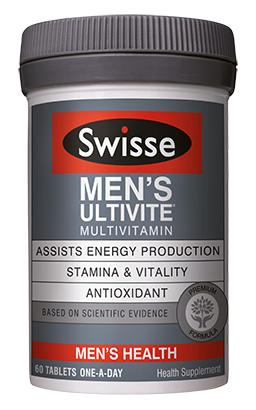 Swisse
MEN'S
ULTIVITE
MULTIVITAMIN
ASSISTS ENERGY PRODUCTION
STAMINA & VITALITY
ANTIOXIDANT
BASED ON SCIENTIFIC EVIDENCE
PREMIUM
FORMULA
MEN'S HEALTH
60 TABLETS ONE-A-DAY Health Supplement